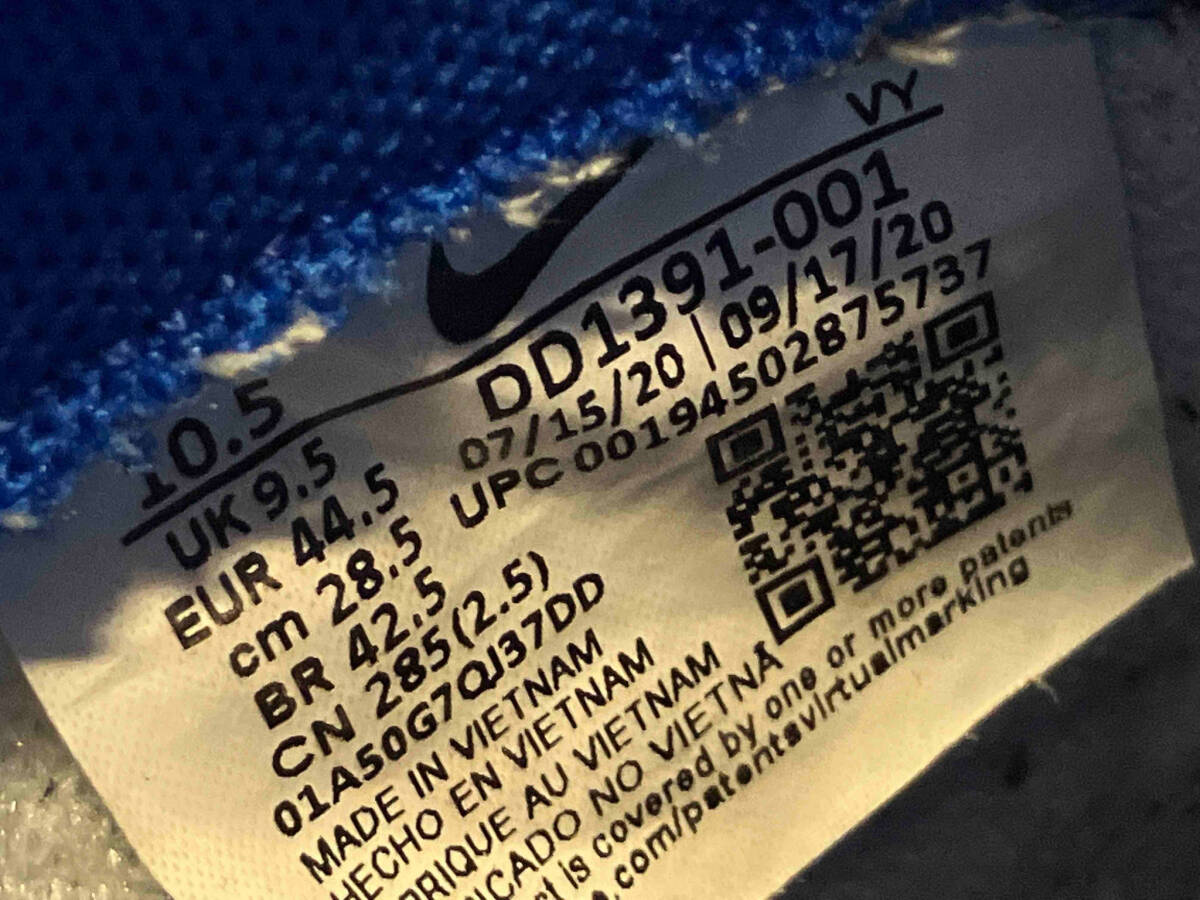 VY
10.5
UK 9.5
EUR 44.5
cm 28.5
BR 42.5
CN 285(2.5)
DD1391-001
07/15/20 | 09/17/20
UPC 00194502875737
01A50G7QJ37DD
MADE IN VIETNAM
HECHO EN VIETNAM
RIQUE AU VIETNAM
ICADO NO VIETNÃ
is covered by one or more patents
.com/patentsvirtualmarking